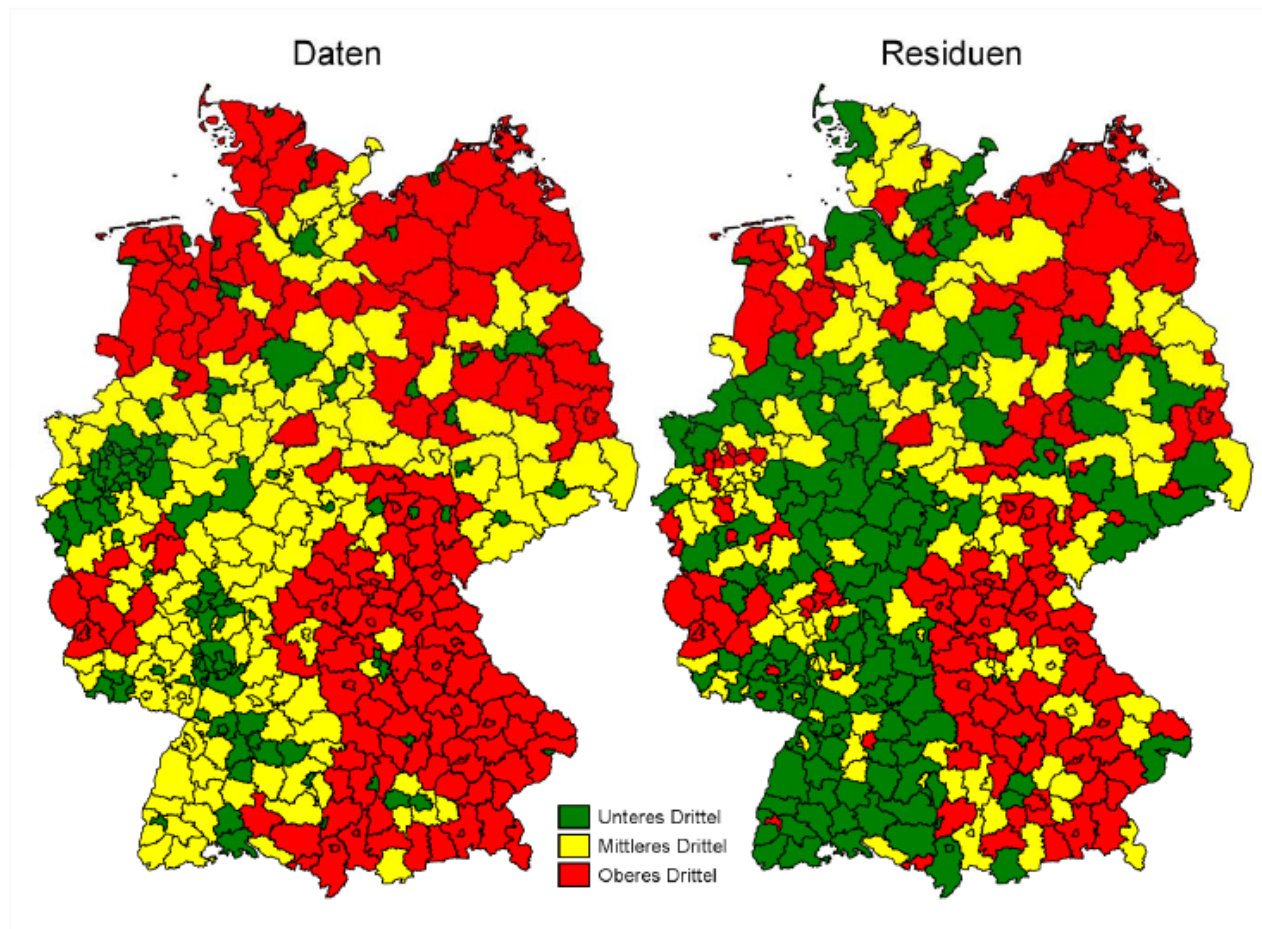 Daten
Residuen
Unteres Drittel
Mittleres Drittel
Oberes Drittel